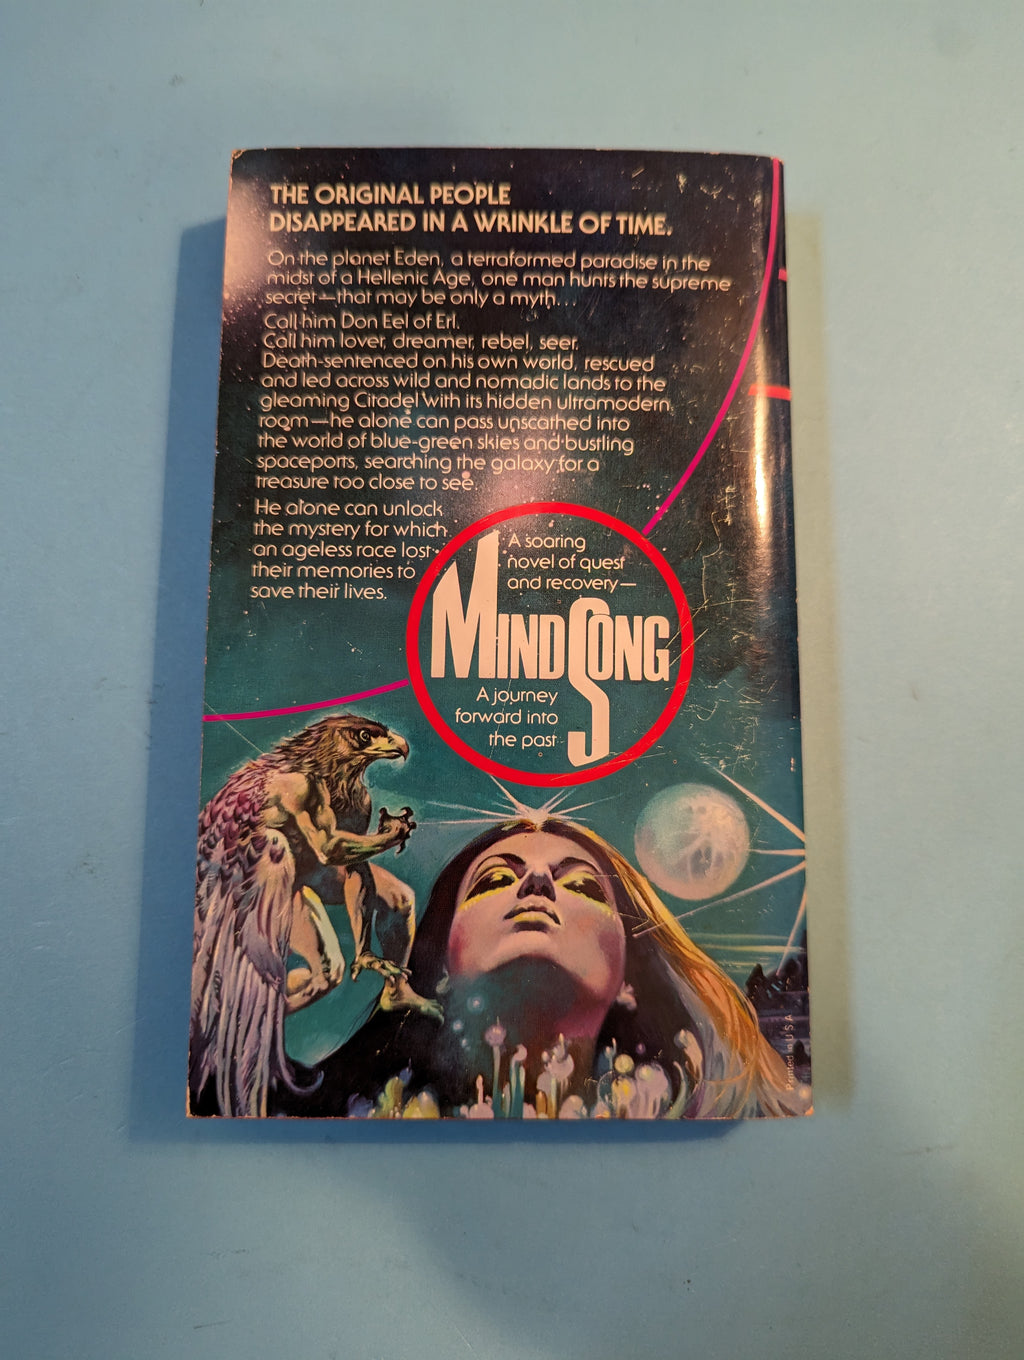 THE ORIGINAL PEOPLE
DISAPPEARED IN A WRINKLE OF TIME.
On the planet Eden, a terraformed paradise in the
midst of a Hellenic Age, one man hunts the supreme
secret—that may be only a myth...
Call him Don Eel of Erl.
Call him lover, dreamer, rebel, seer.
Death-sentenced on his own world, rescued
and led across wild and nomadic lands to the
gleaming Citadel with its hidden ultramodern
room—he alone can pass unscathed into
the world of blue-green skies and bustling
spaceports, searching the galaxy for a
treasure too close to see.
He alone can unlock
the mystery for which
an ageless race lost
their memories to
save their lives.
A soaring
novel of quest
and recovery—
MINDSONG
A journey
forward into
the past
Printed in U.S.A.